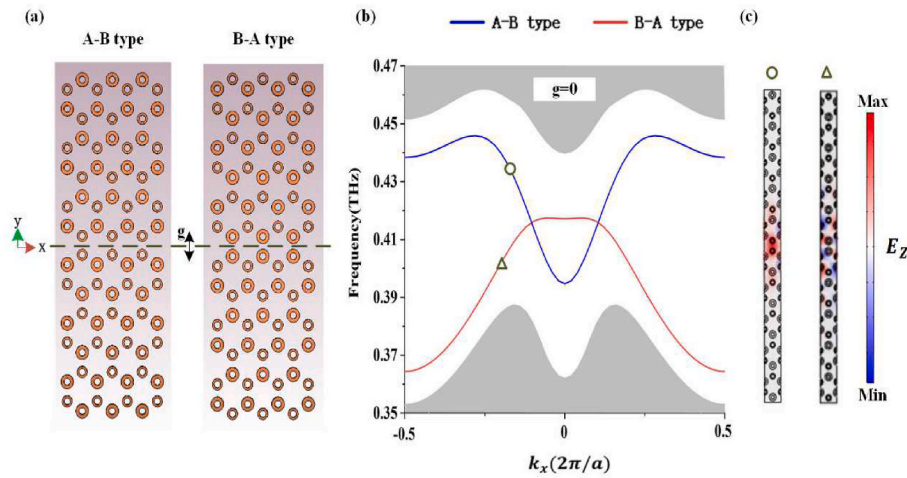 (a)
A-B type
B-A type
y
x
g
(b)
A-B type
B-A type
g=0
Frequency(THz)
0.47
0.45
0.43
0.41
0.39
0.37
0.35
-0.5
0
0.5
kₓ(2π/a)
(c)
Max
E_Z
Min